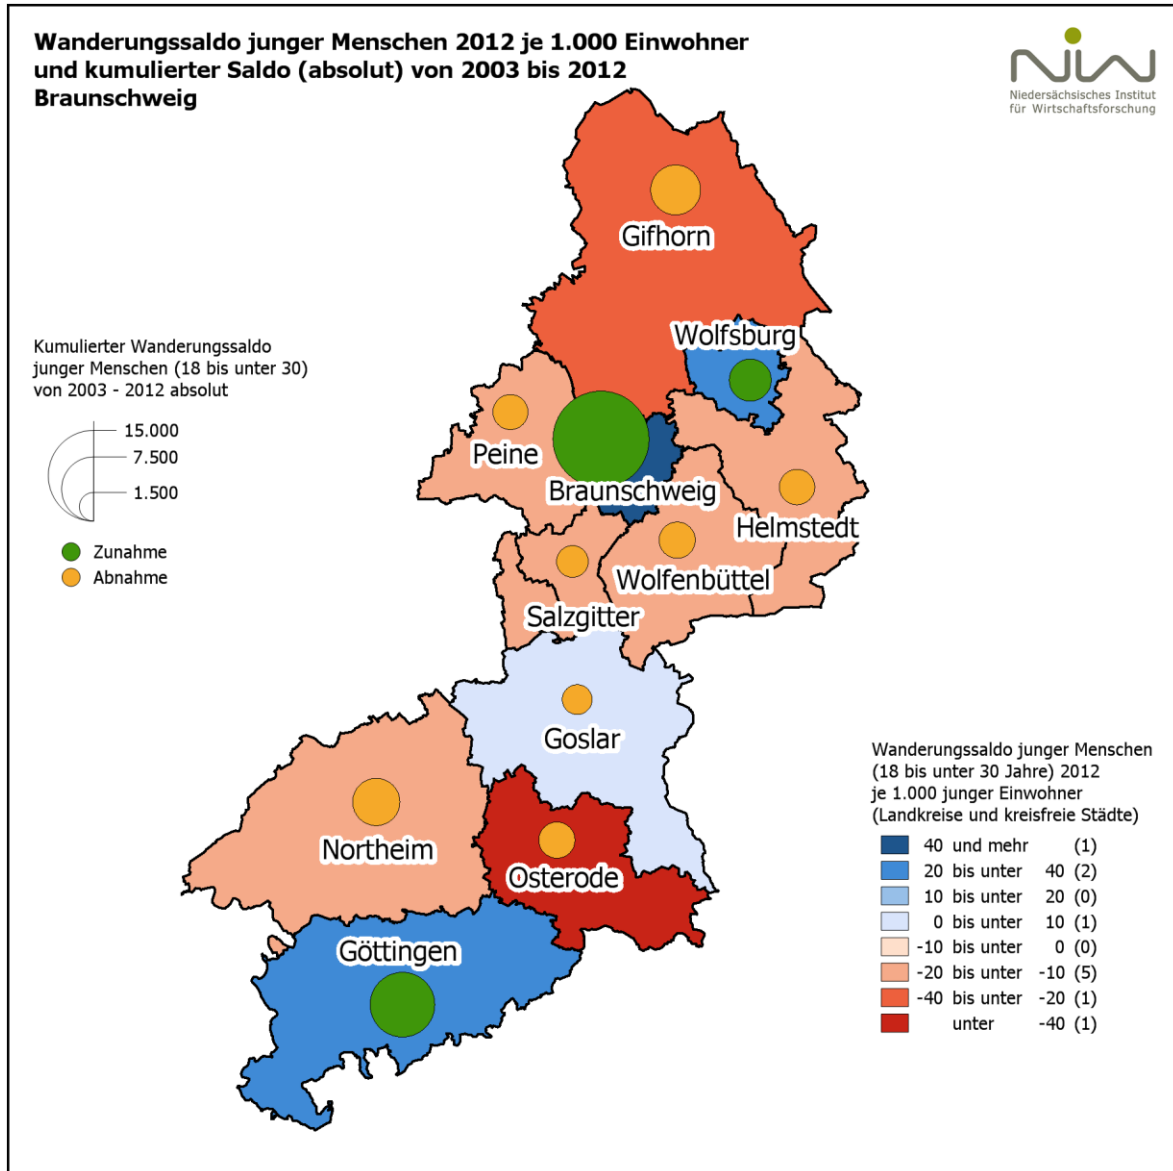 Wanderungssaldo junger Menschen 2012 je 1.000 Einwohner
und kumulierter Saldo (absolut) von 2003 bis 2012
Braunschweig
NIW
Niedersächsisches Institut
für Wirtschaftsforschung
Gifhorn
Wolfsburg
Kumulierter Wanderungssaldo
junger Menschen (18 bis unter 30)
von 2003 - 2012 absolut
15.000
7.500
1.500
Zunahme
Abnahme
Peine
Braunschweig
Helmstedt
Wolfenbüttel
Salzgitter
Goslar
Northeim
Osterode
Göttingen
Wanderungssaldo junger Menschen
(18 bis unter 30 Jahre) 2012
je 1.000 junger Einwohner
(Landkreise und kreisfreie Städte)
40 und mehr (1)
20 bis unter 40 (2)
10 bis unter 20 (0)
0 bis unter 10 (1)
-10 bis unter 0 (0)
-20 bis unter -10 (5)
-40 bis unter -20 (1)
unter -40 (1)